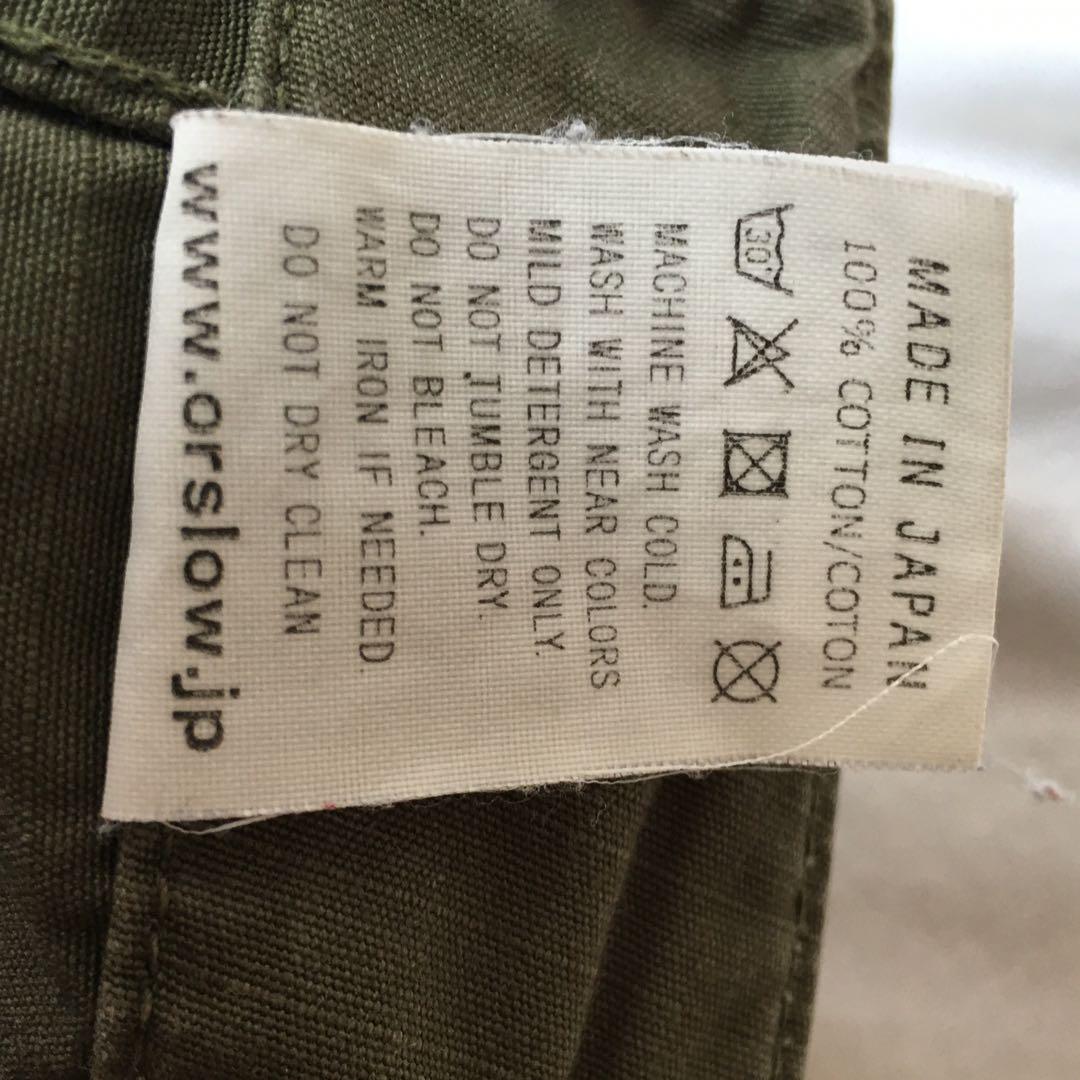 MADE IN JAPAN
100% COTTON/COTON
30°
MACHINE WASH COLD.
WASH WITH NEAR COLORS
MILD DETERGENT ONLY.
DO NOT TUMBLE DRY.
DO NOT BLEACH.
WARM IRON IF NEEDED.
DO NOT DRY CLEAN
www.orslow.jp